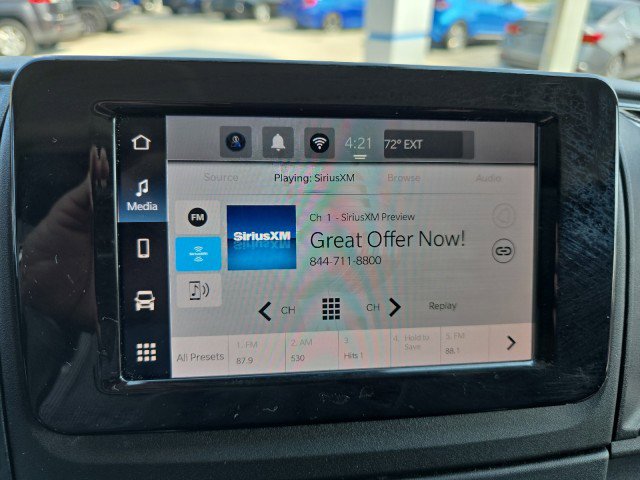 4:21 72° EXT
Source Playing: SiriusXM Browse Audio
Media
FM
SiriusXM
Ch 1 - SiriusXM Preview
Great Offer Now!
844-711-8800
CH CH Replay
All Presets
1. FM
87.9
2. AM
530
3
Hits 1
4. Hold to
Save
5. FM
88.1